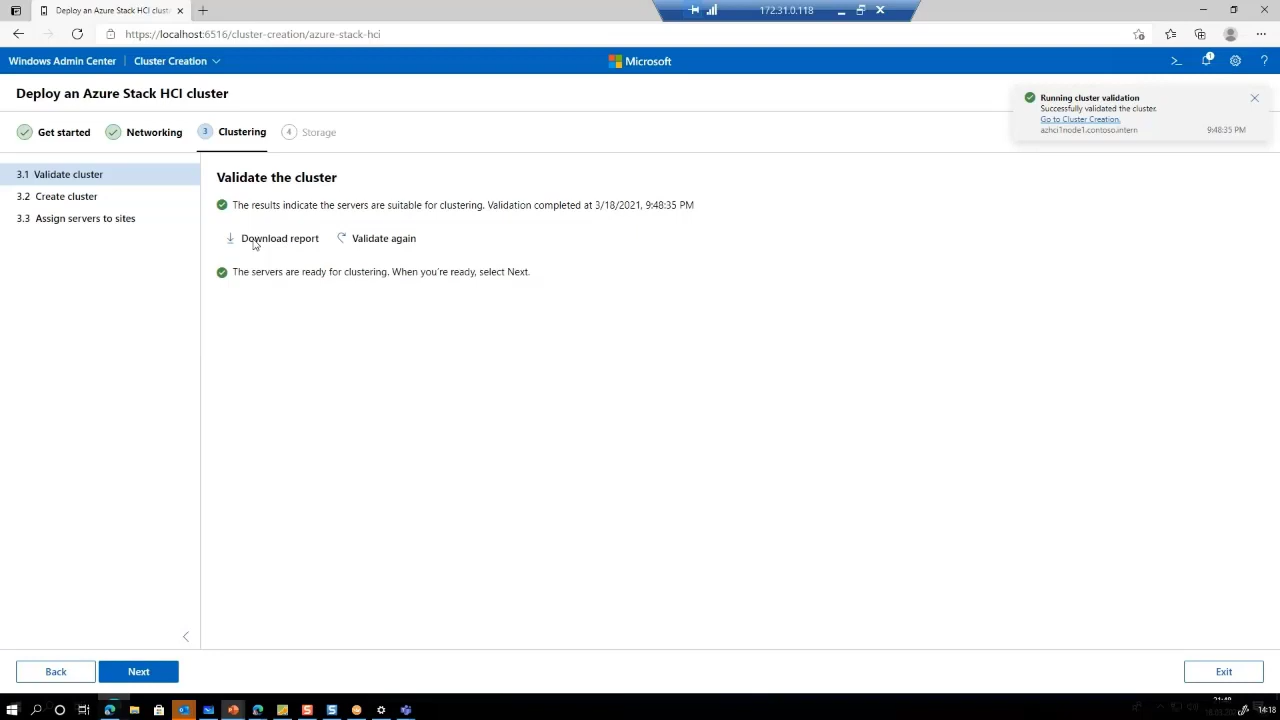 Deploy an Azure Stack HCI cluste
172.31.0.118
https://localhost:6516/cluster-creation/azure-stack-hci
Windows Admin Center
Cluster Creation
Microsoft
1
Deploy an Azure Stack HCI cluster
Running cluster validation
Successfully validated the cluster.
Go to Cluster Creation.
azhci1node1.contoso.intern
9:48:35 PM
Get started
Networking
3 Clustering
4 Storage
3.1 Validate cluster
3.2 Create cluster
3.3 Assign servers to sites
Validate the cluster
The results indicate the servers are suitable for clustering. Validation completed at 3/18/2021, 9:48:35 PM
Download report
Validate again
The servers are ready for clustering. When you're ready, select Next.
Back
Next
Exit
14:18